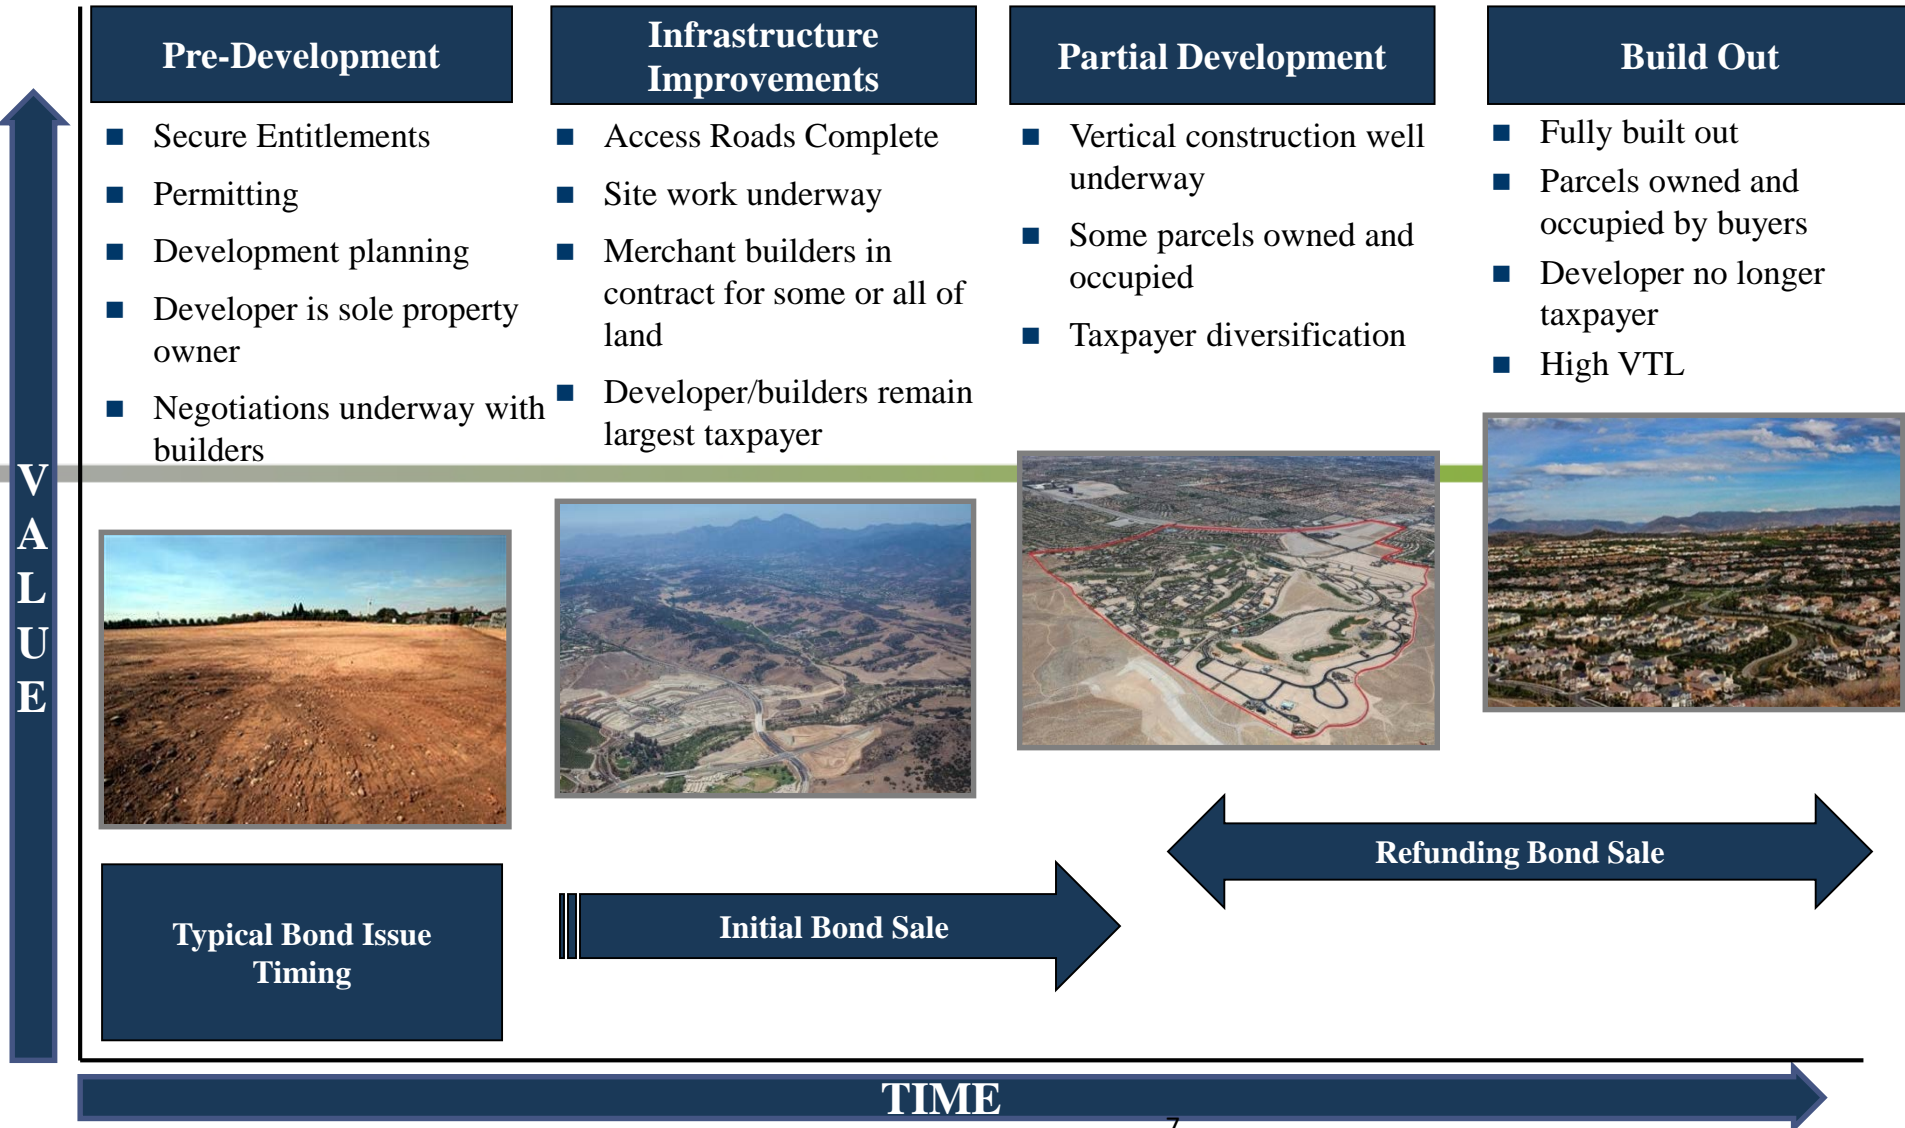 Pre-Development
Secure Entitlements
Permitting
Development planning
Developer is sole property
owner
Negotiations underway with
builders
Infrastructure
Improvements
Access Roads Complete
Site work underway
Merchant builders in
contract for some or all of
land
Developer/builders remain
largest taxpayer
Partial Development
Vertical construction well
underway
Some parcels owned and
occupied
Taxpayer diversification
Build Out
Fully built out
Parcels owned and
occupied by buyers
Developer no longer
taxpayer
High VTL
VALUE
Typical Bond Issue
Timing
Initial Bond Sale
Refunding Bond Sale
TIME
7